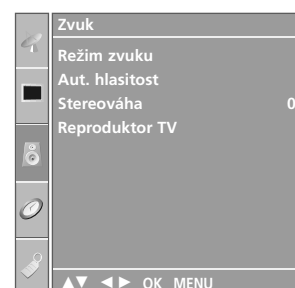 Zvuk
Režim zvuku
Aut. hlasitost
Stereováha 0
Reproduktor TV
▲▼ ◄► OK MENU